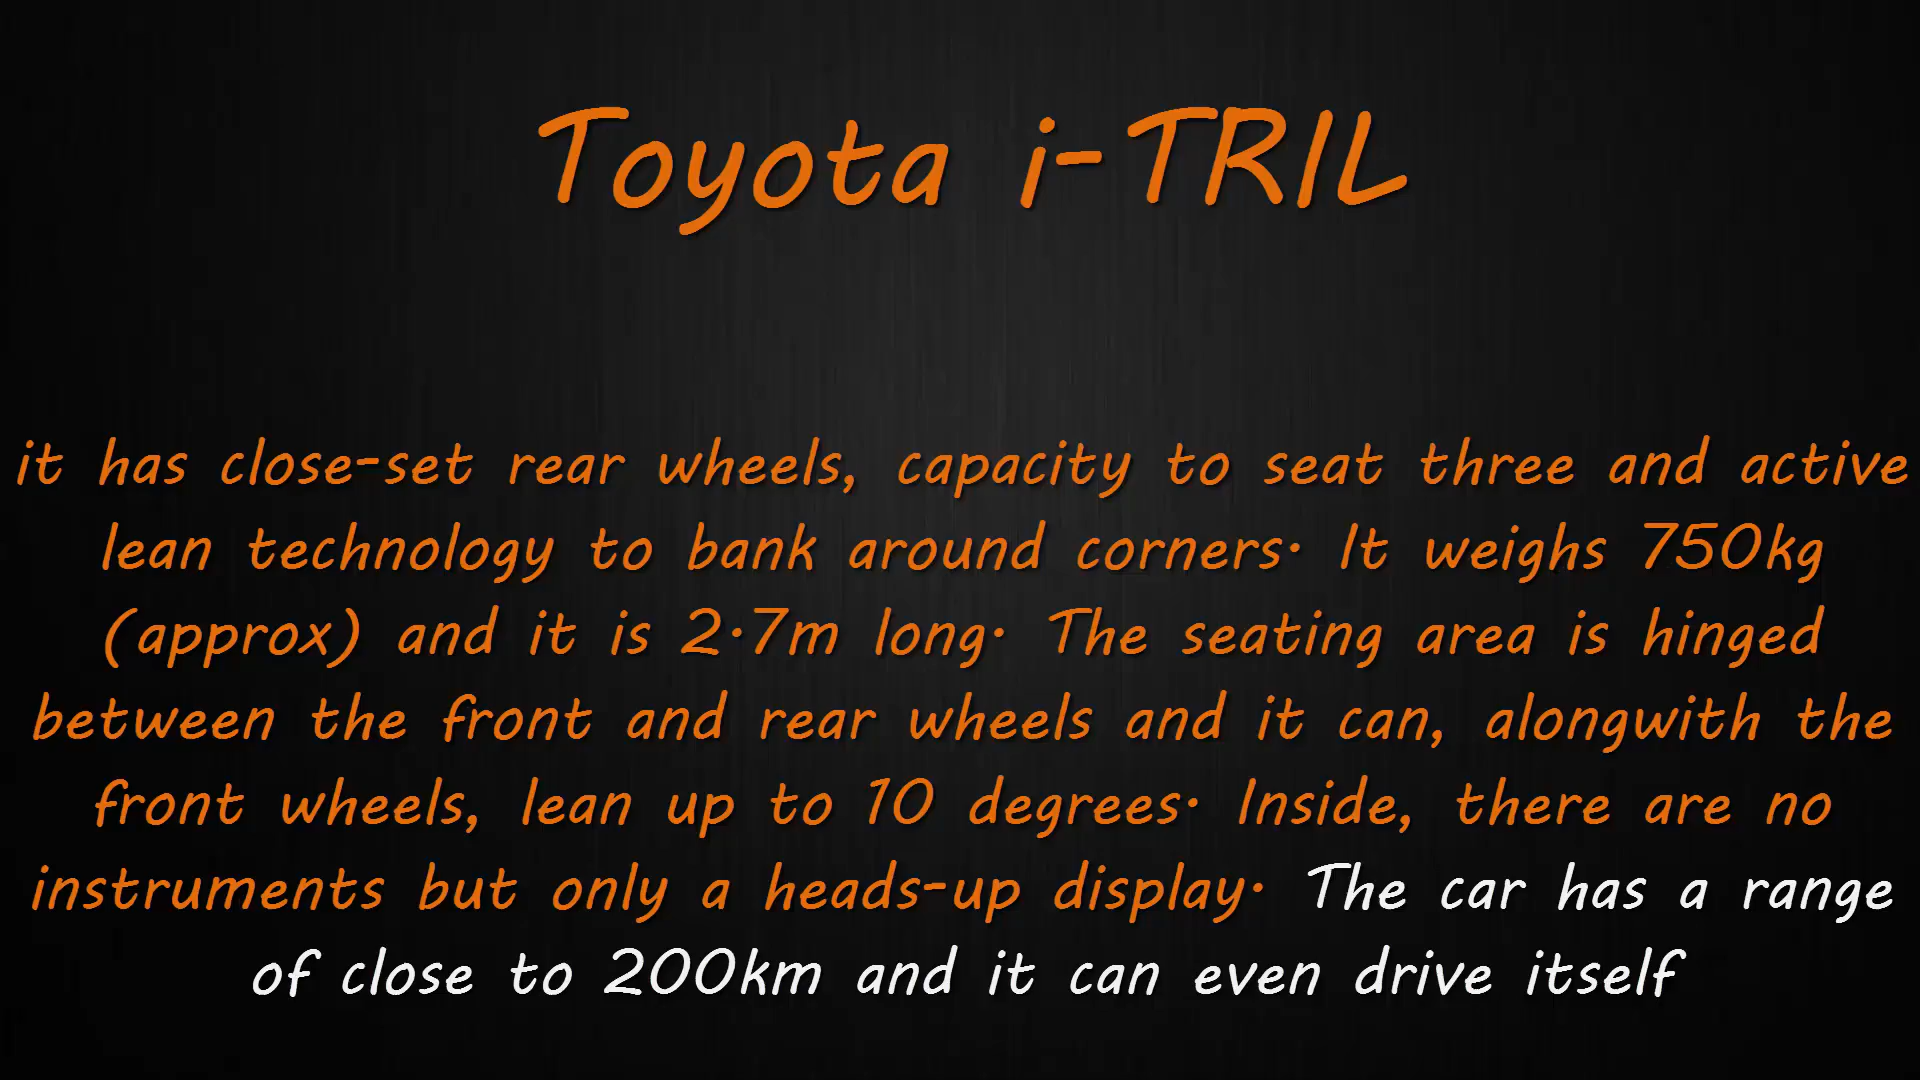 Toyota i-TRIL
it has close-set rear wheels, capacity to seat three and active
lean technology to bank around corners. It weighs 750kg
(approx) and it is 2.7m long. The seating area is hinged
between the front and rear wheels and it can, alongwith the
front wheels, lean up to 10 degrees. Inside, there are no
instruments but only a heads-up display. The car has a range
of close to 200km and it can even drive itself